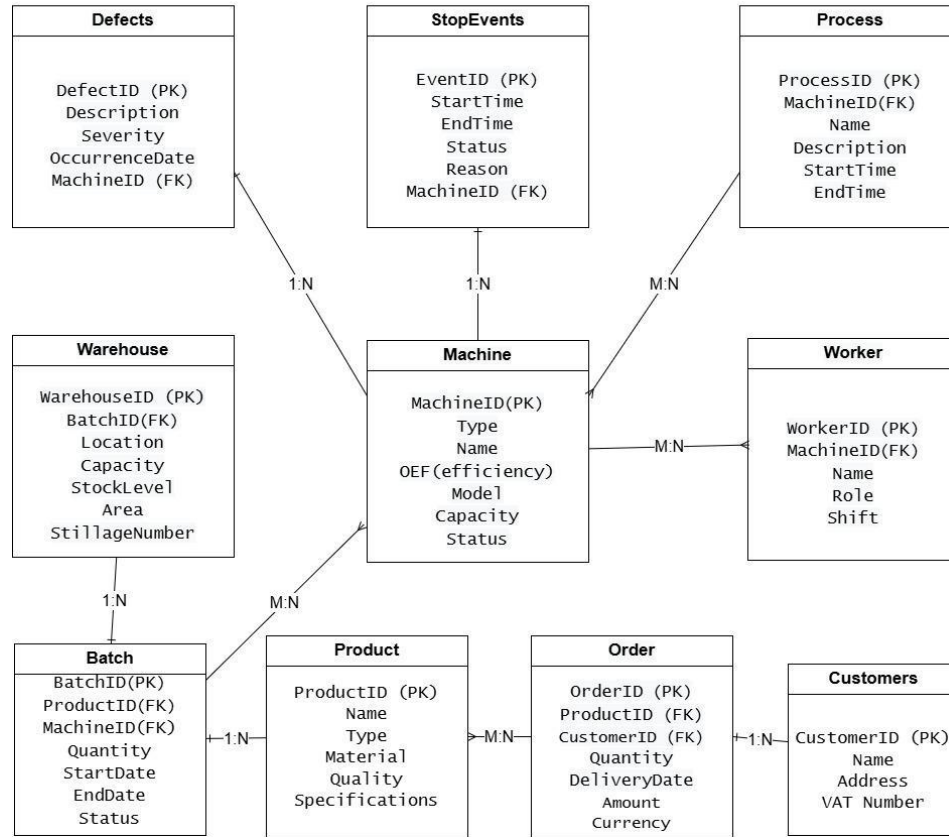 Defects
DefectID (PK)
Description
Severity
OccurrenceDate
MachineID (FK)
StopEvents
EventID (PK)
StartTime
EndTime
Status
Reason
MachineID (FK)
Process
ProcessID (PK)
MachineID(FK)
Name
Description
StartTime
EndTime
1:N
1:N
M:N
Warehouse
WarehouseID (PK)
BatchID(FK)
Location
Capacity
StockLevel
Area
StillageNumber
Machine
MachineID(PK)
Type
Name
OEF(efficiency)
Model
Capacity
Status
M:N
Worker
WorkerID (PK)
MachineID(FK)
Name
Role
Shift
1:N
M:N
Batch
BatchID(PK)
ProductID(FK)
MachineID(FK)
Quantity
StartDate
EndDate
Status
1:N
Product
ProductID (PK)
Name
Type
Material
Quality
Specifications
M:N
Order
OrderID (PK)
ProductID (FK)
CustomerID (FK)
Quantity
DeliveryDate
Amount
Currency
1:N
Customers
CustomerID (PK)
Name
Address
VAT Number